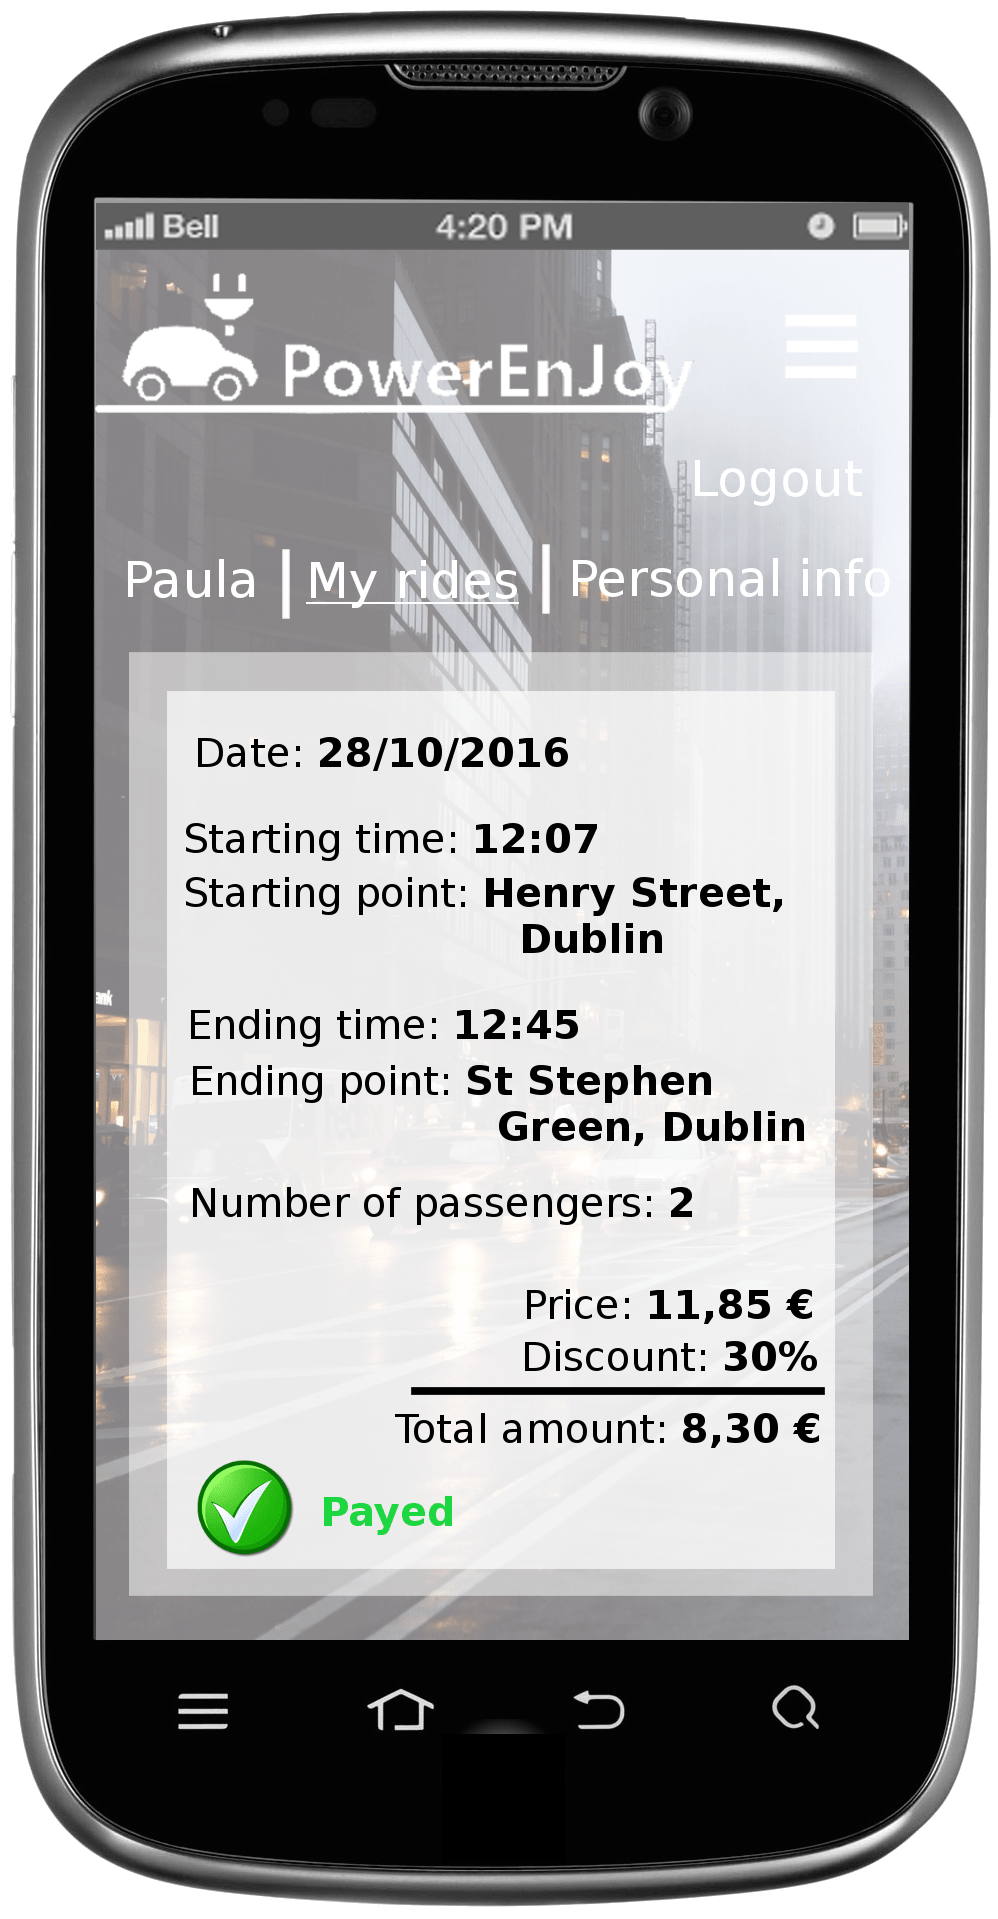 Bell 4:20 PM
PowerEnJoy
Logout
Paula | My rides | Personal info
Date: 28/10/2016
Starting time: 12:07
Starting point: Henry Street,
Dublin
ank
Ending time: 12:45
Ending point: St Stephen
Green, Dublin
Number of passengers: 2
Price: 11,85 €
Discount: 30%
Total amount: 8,30 €
Payed